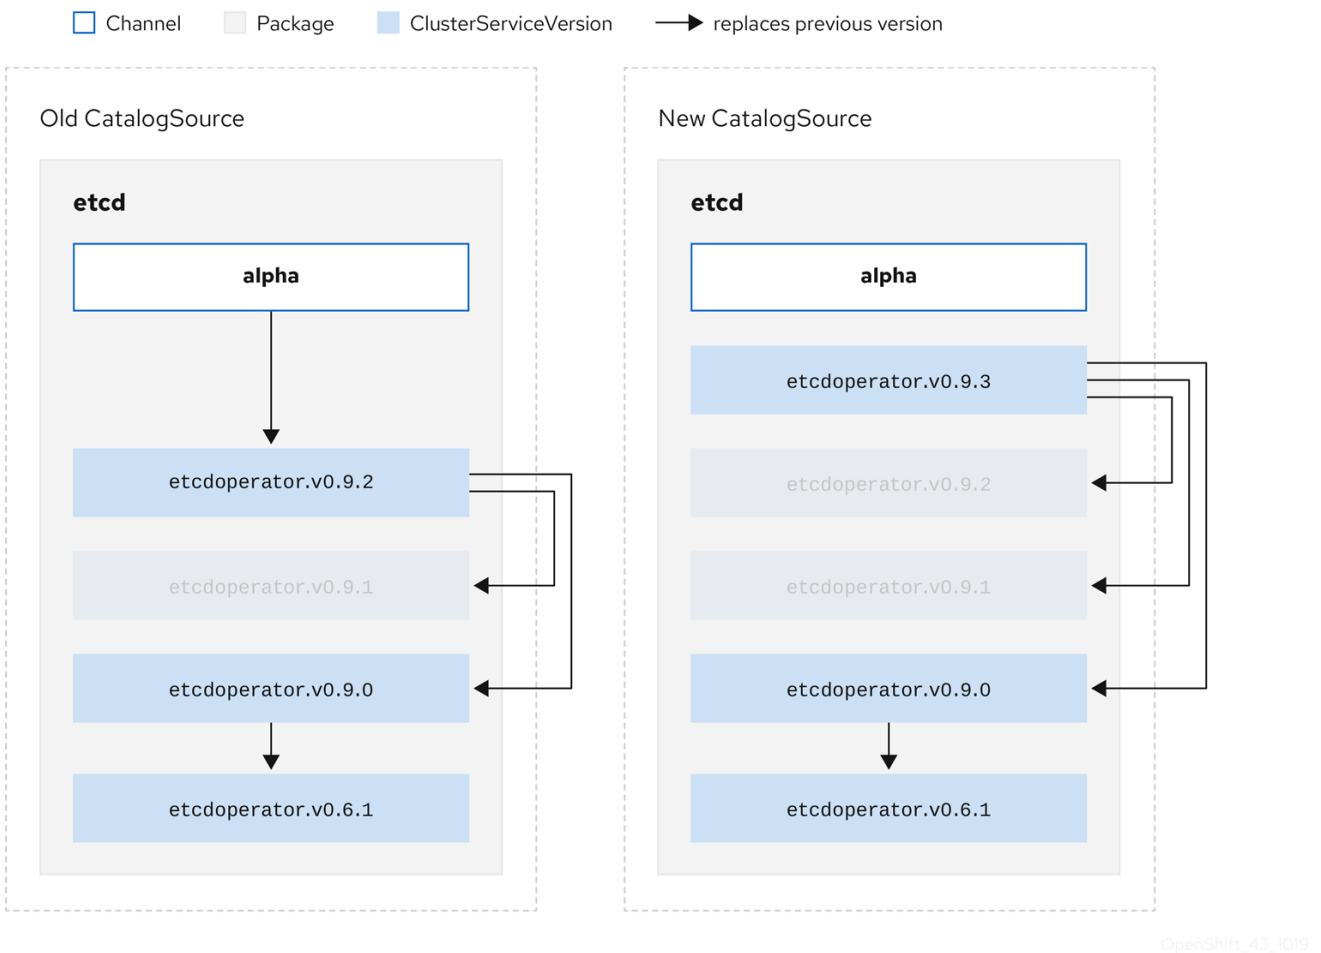 Channel Package ClusterServiceVersion replaces previous version
Old CatalogSource
etcd
alpha
etcdoperator.v0.9.2
etcdoperator.v0.9.1
etcdoperator.v0.9.0
etcdoperator.v0.6.1
New CatalogSource
etcd
alpha
etcdoperator.v0.9.3
etcdoperator.v0.9.2
etcdoperator.v0.9.1
etcdoperator.v0.9.0
etcdoperator.v0.6.1
OpenShift_43_1019